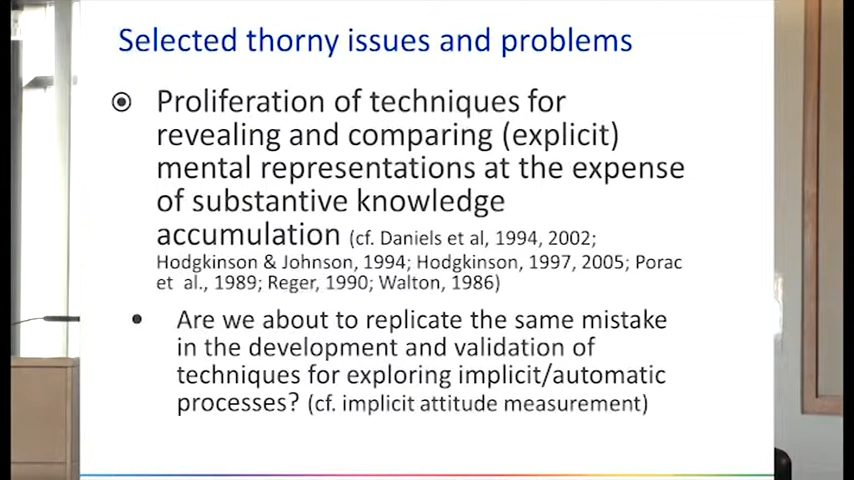 Selected thorny issues and problems
Proliferation of techniques for
revealing and comparing (explicit)
mental representations at the expense
of substantive knowledge
accumulation (cf. Daniels et al, 1994, 2002;
Hodgkinson & Johnson, 1994; Hodgkinson, 1997, 2005; Porac
et al., 1989; Reger, 1990; Walton, 1986)
• Are we about to replicate the same mistake
in the development and validation of
techniques for exploring implicit/automatic
processes? (cf. implicit attitude measurement)